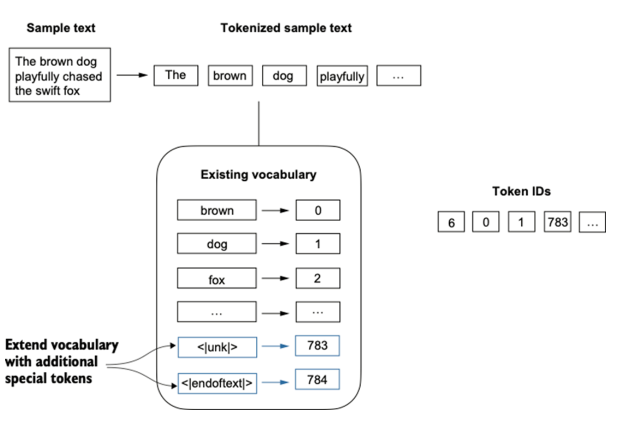 Sample text
Tokenized sample text
The brown dog
playfully chased
the swift fox
The brown dog playfully ...
Existing vocabulary
brown 0
dog 1
fox 2
... ...
<|unk|> 783
<|endoftext|> 784
Extend vocabulary
with additional
special tokens
Token IDs
6 0 1 783 ...